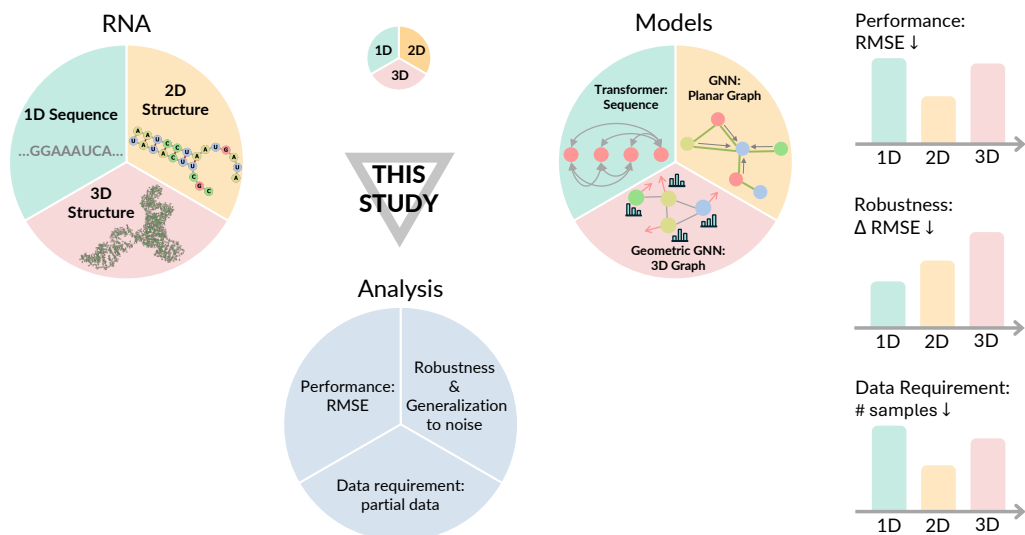 RNA
1D Sequence
...GGAAAUCA...
2D
Structure
3D
Structure
1D
2D
3D
THIS
STUDY
Models
Transformer:
Sequence
GNN:
Planar Graph
Geometric GNN:
3D Graph
Analysis
Performance:
RMSE
Robustness
&
Generalization
to noise
Data requirement:
partial data
Performance:
RMSE ↓
1D 2D 3D
Robustness:
Δ RMSE ↓
1D 2D 3D
Data Requirement:
# samples ↓
1D 2D 3D